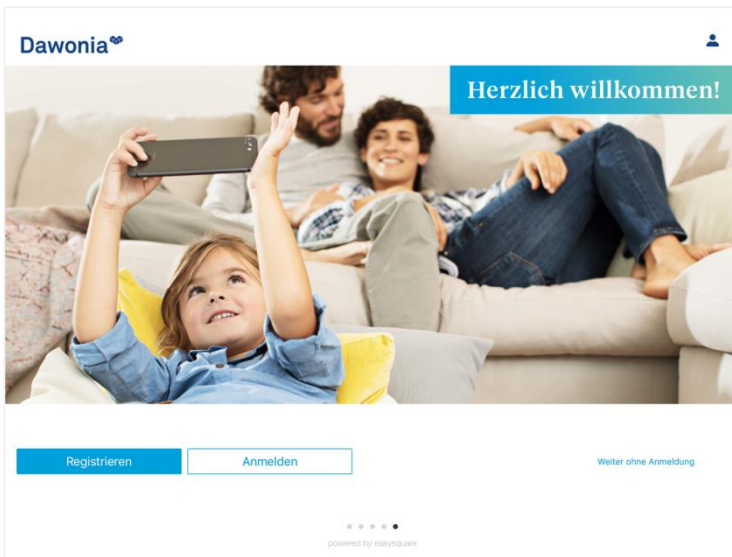 Dawonia
Herzlich willkommen!
Registrieren
Anmelden
Weiter ohne Anmeldung
powered by easysquare